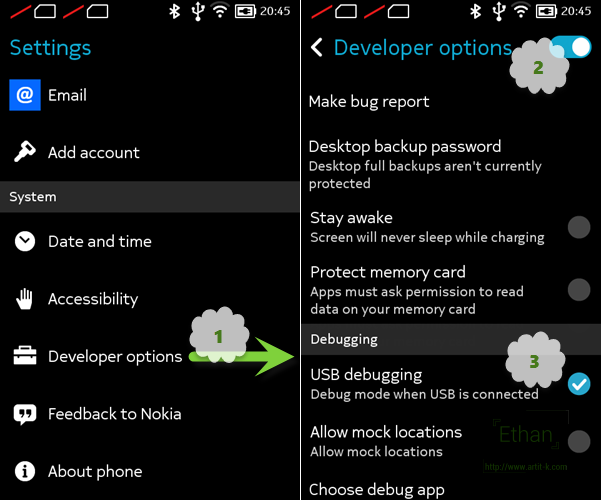 20:45
Settings
@ Email
Add account
System
Date and time
Accessibility
1
Developer options
Feedback to Nokia
About phone
20:45
Developer options
2
Make bug report
Desktop backup password
Desktop full backups aren't currently
protected
Stay awake
Screen will never sleep while charging
Protect memory card
Apps must ask permission to read
data on your memory card
Debugging
3
USB debugging
Debug mode when USB is connected
Allow mock locations
Allow mock locations
Ethan
Choose debug app